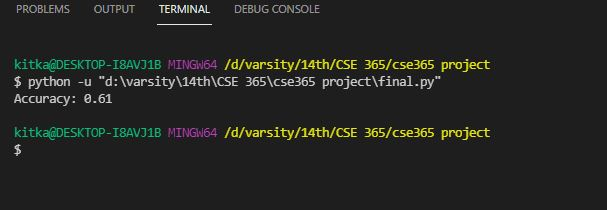 PROBLEMS OUTPUT TERMINAL DEBUG CONSOLE
kitka@DESKTOP-I8AVJ1B MINGW64 /d/varsity/14th/CSE 365/cse365 project
$ python -u "d:\varsity\14th\CSE 365\cse365 project\final.py"
Accuracy: 0.61
kitka@DESKTOP-I8AVJ1B MINGW64 /d/varsity/14th/CSE 365/cse365 project
$